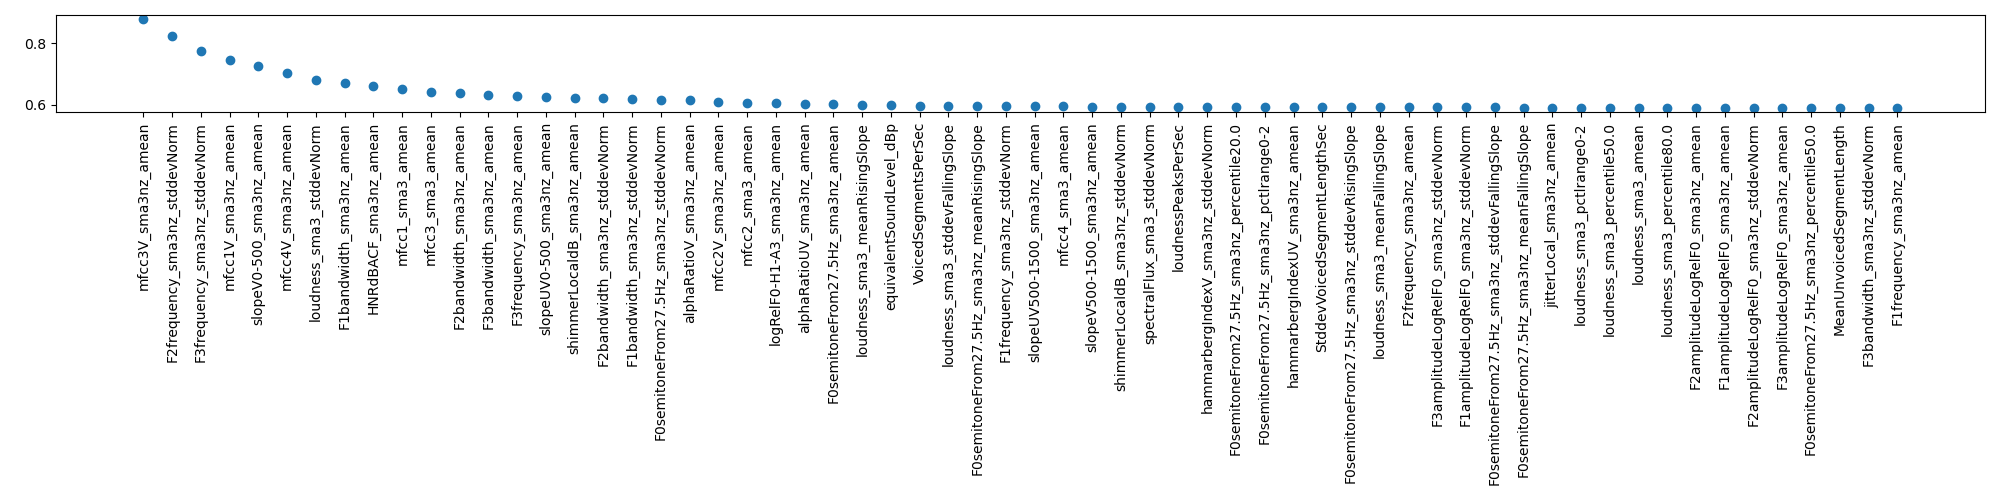 0.8
0.6
mfcc3V_sma3nz_amean
F2frequency_sma3nz_stddevNorm
F3frequency_sma3nz_stddevNorm
mfcc1V_sma3nz_amean
slopeV0-500_sma3nz_amean
mfcc4V_sma3nz_amean
loudness_sma3_stddevNorm
F1bandwidth_sma3nz_amean
HNRdBACF_sma3nz_amean
mfcc1_sma3_amean
mfcc3_sma3_amean
F2bandwidth_sma3nz_amean
F3bandwidth_sma3nz_amean
F3frequency_sma3nz_amean
slopeUV0-500_sma3nz_amean
shimmerLocaldB_sma3nz_amean
F2bandwidth_sma3nz_stddevNorm
F1bandwidth_sma3nz_stddevNorm
F0semitoneFrom27.5Hz_sma3nz_stddevNorm
alphaRatioV_sma3nz_amean
mfcc2V_sma3nz_amean
mfcc2_sma3_amean
logRelF0-H1-A3_sma3nz_amean
alphaRatioUV_sma3nz_amean
F0semitoneFrom27.5Hz_sma3nz_amean
loudness_sma3_meanRisingSlope
equivalentSoundLevel_dBp
VoicedSegmentsPerSec
loudness_sma3_stddevFallingSlope
F0semitoneFrom27.5Hz_sma3nz_meanRisingSlope
F1frequency_sma3nz_stddevNorm
slopeUV500-1500_sma3nz_amean
mfcc4_sma3_amean
slopeV500-1500_sma3nz_amean
shimmerLocaldB_sma3nz_stddevNorm
spectralFlux_sma3_stddevNorm
loudnessPeaksPerSec
hammarbergIndexV_sma3nz_stddevNorm
F0semitoneFrom27.5Hz_sma3nz_percentile20.0
F0semitoneFrom27.5Hz_sma3nz_pctlrange0-2
hammarbergIndexUV_sma3nz_amean
StddevVoicedSegmentLengthSec
F0semitoneFrom27.5Hz_sma3nz_stddevRisingSlope
loudness_sma3_meanFallingSlope
F2frequency_sma3nz_amean
F3amplitudeLogRelF0_sma3nz_stddevNorm
F1amplitudeLogRelF0_sma3nz_stddevNorm
F0semitoneFrom27.5Hz_sma3nz_stddevFallingSlope
F0semitoneFrom27.5Hz_sma3nz_meanFallingSlope
jitterLocal_sma3nz_amean
loudness_sma3_pctlrange0-2
loudness_sma3_percentile50.0
loudness_sma3_amean
loudness_sma3_percentile80.0
F2amplitudeLogRelF0_sma3nz_amean
F1amplitudeLogRelF0_sma3nz_amean
F2amplitudeLogRelF0_sma3nz_stddevNorm
F3amplitudeLogRelF0_sma3nz_amean
F0semitoneFrom27.5Hz_sma3nz_percentile50.0
MeanUnvoicedSegmentLength
F3bandwidth_sma3nz_stddevNorm
F1frequency_sma3nz_amean